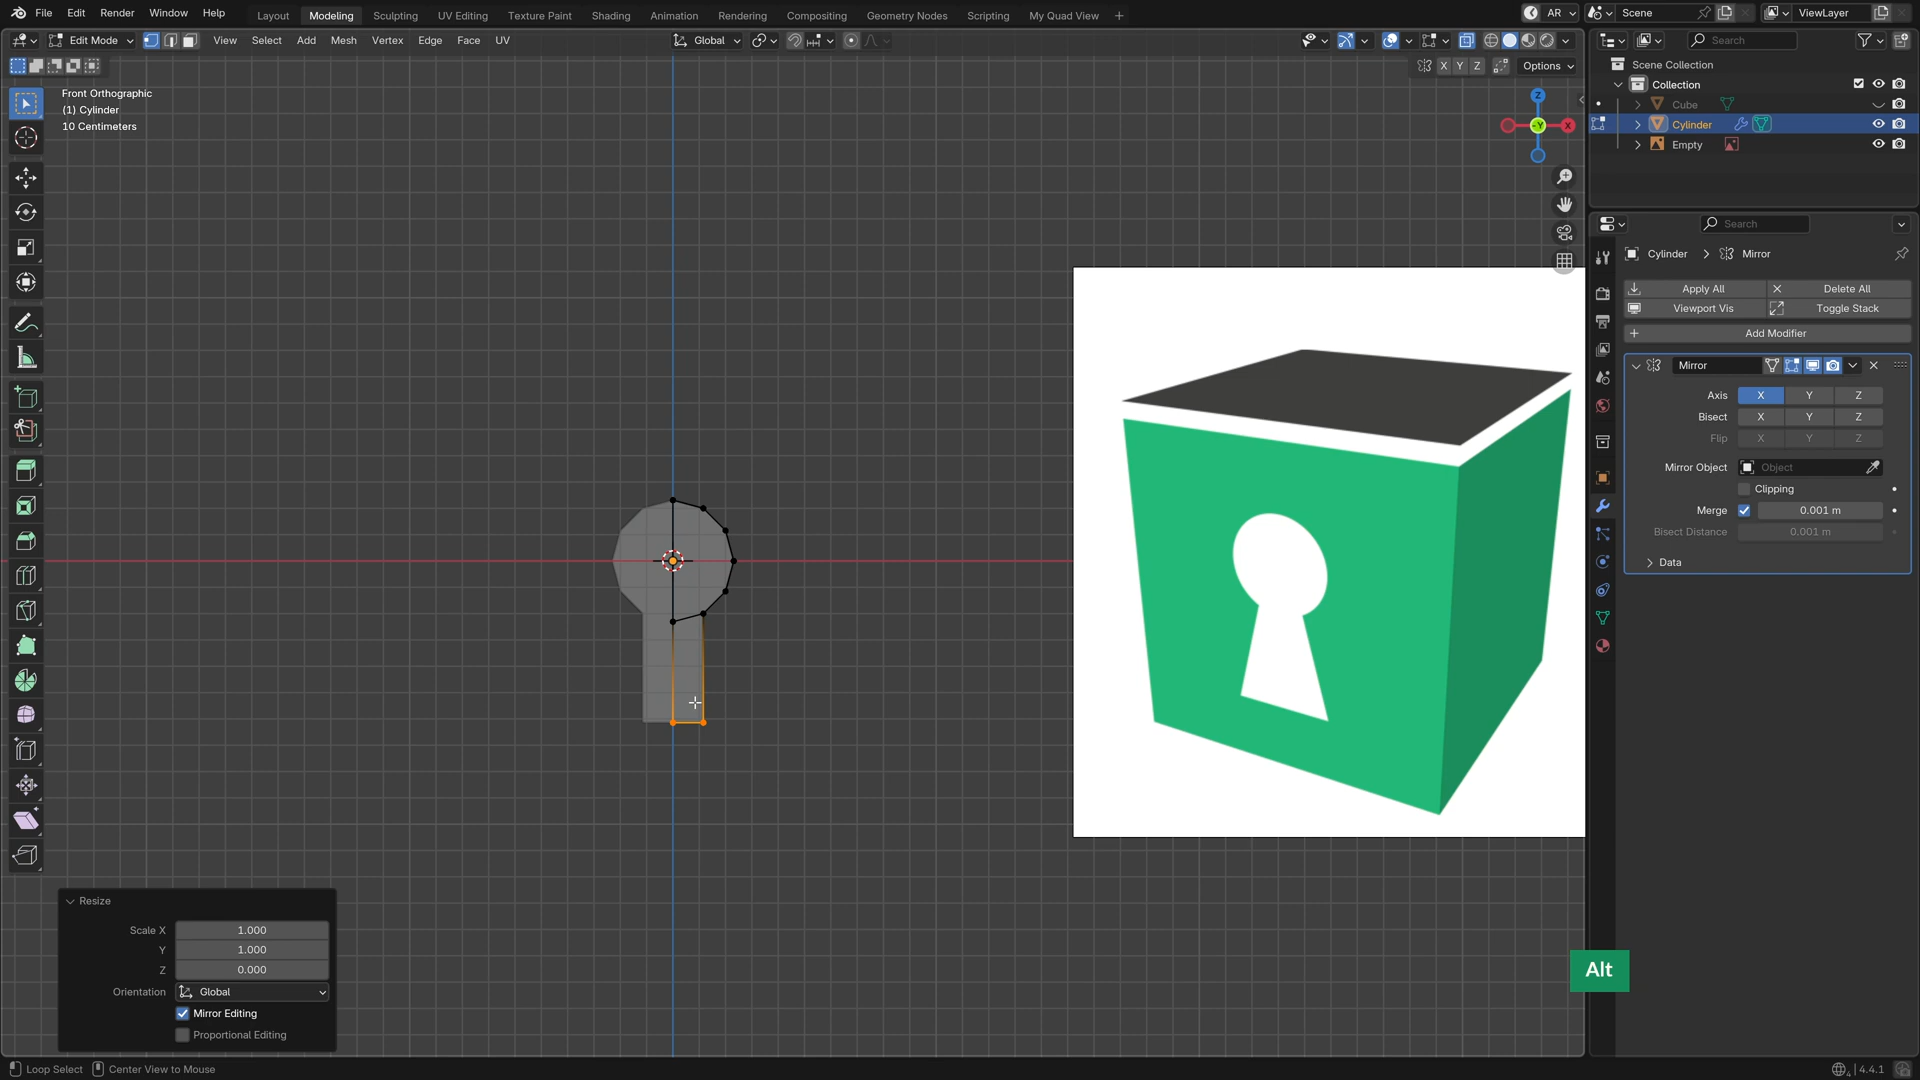 File Edit Render Window Help
Layout Modeling Sculpting UV Editing Texture Paint Shading Animation Rendering Compositing Geometry Nodes Scripting My Quad View +
AR Scene ViewLayer
Edit Mode View Select Add Mesh Vertex Edge Face UV
Global
Search
X Y Z Options
Front Orthographic
(1) Cylinder
10 Centimeters
Z
-Y
X
Scene Collection
Collection
Cube
Cylinder
Empty
Search
Cylinder > Mirror
Apply All Delete All
Viewport Vis Toggle Stack
Add Modifier
Mirror
Axis X Y Z
Bisect X Y Z
Flip X Y Z
Mirror Object Object
Clipping
Merge 0.001 m
Bisect Distance 0.001 m
Data
Resize
Scale X 1.000
Y 1.000
Z 0.000
Orientation Global
Mirror Editing
Proportional Editing
Alt
Loop Select Center View to Mouse
4.4.1